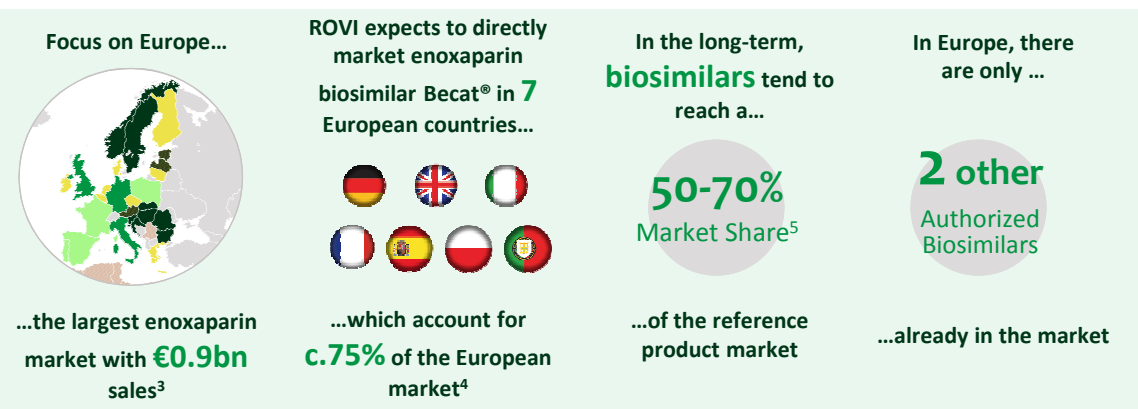 Focus on Europe…
…the largest enoxaparin
market with €0.9bn
sales³
ROVI expects to directly
market enoxaparin
biosimilar Becat® in 7
European countries…
…which account for
c.75% of the European
market⁴
In the long-term,
biosimilars tend to
reach a…
50-70%
Market Share⁵
…of the reference
product market
In Europe, there
are only …
2 other
Authorized
Biosimilars
…already in the market